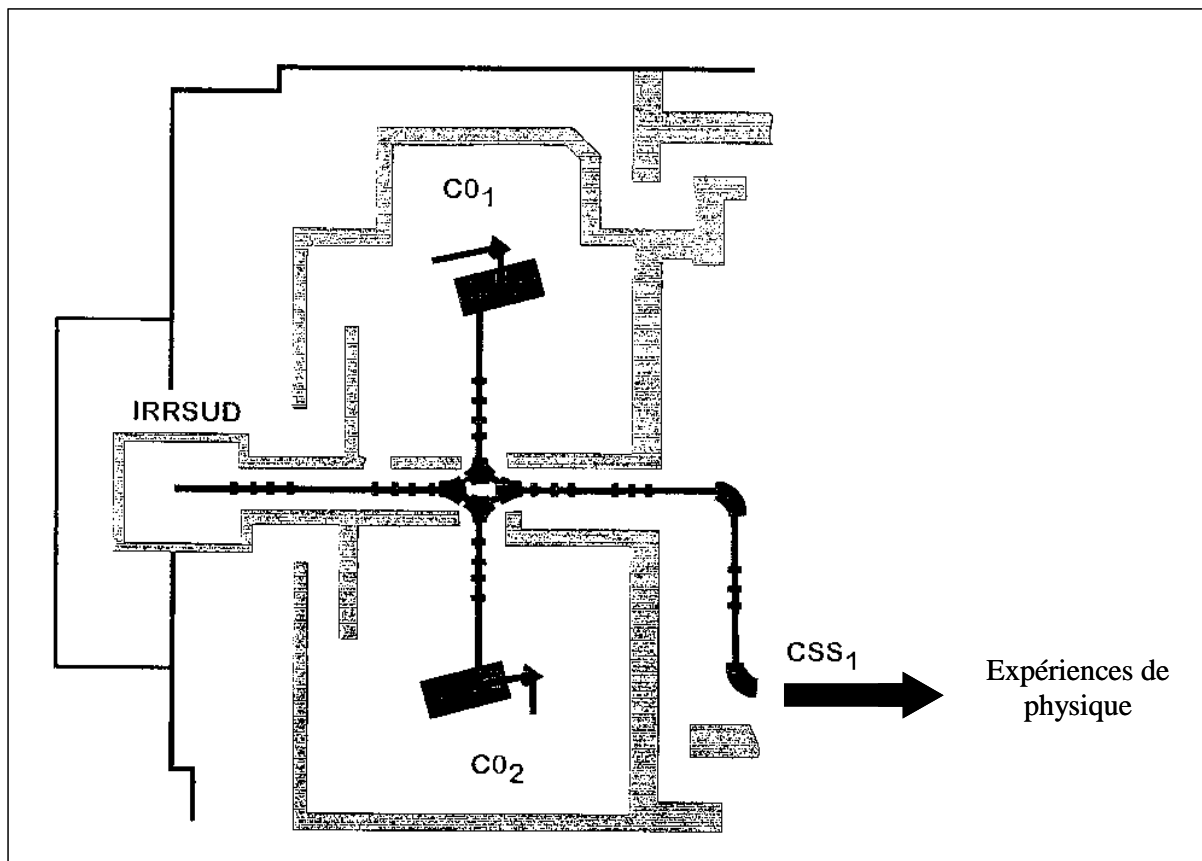 C0₁
IRRSUD
CSS₁
Expériences de
physique
C0₂